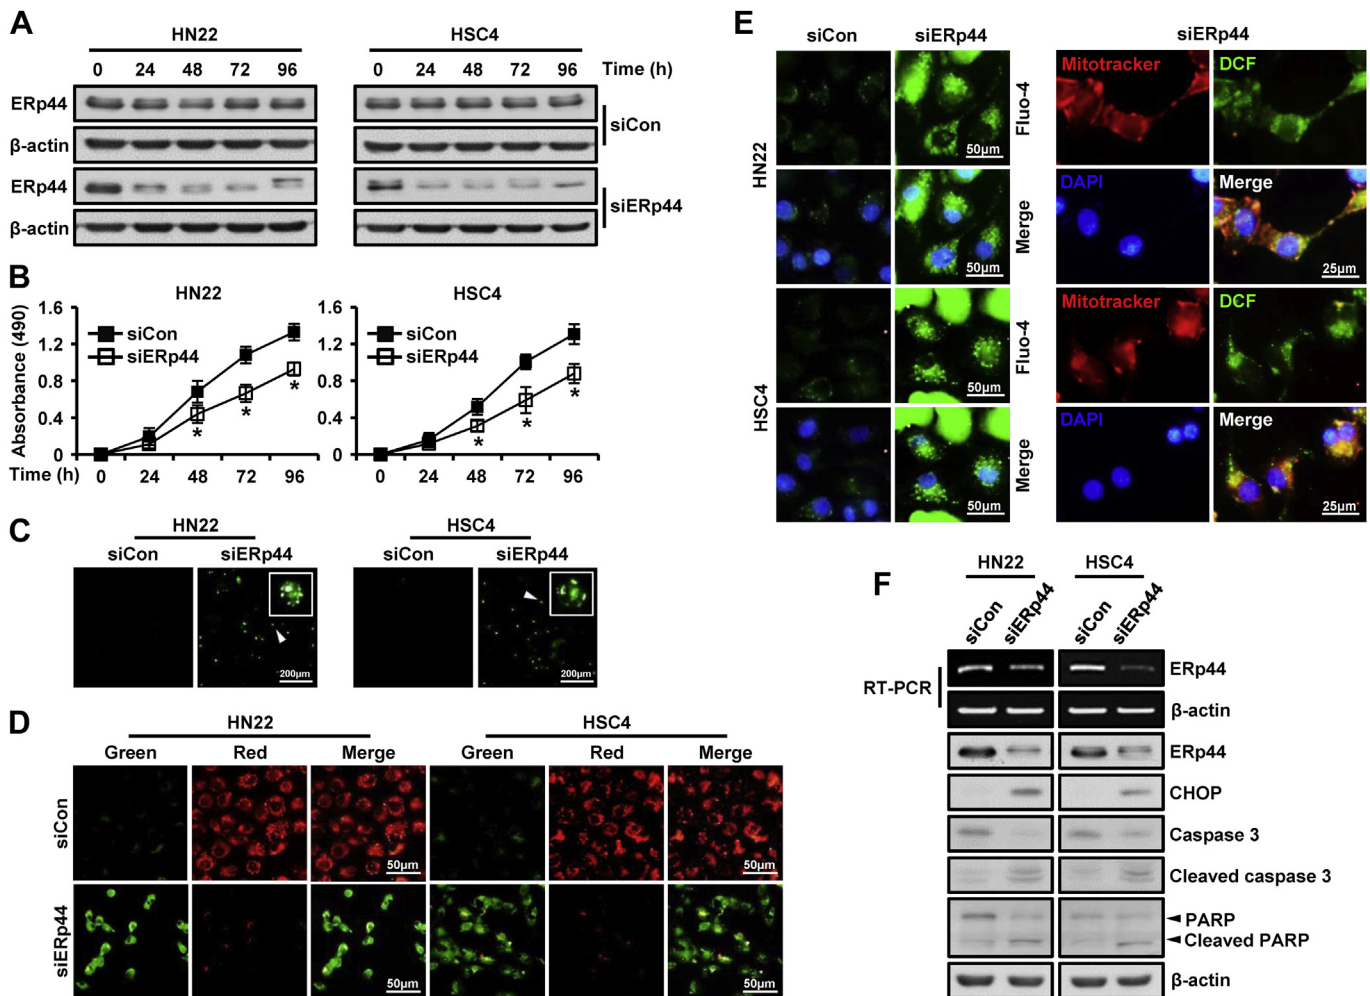 A
HN22
HSC4
0 24 48 72 96
0 24 48 72 96
Time (h)
ERp44
β-actin
siCon
ERp44
β-actin
siERp44
B
HN22
HSC4
Absorbance (490)
1.6
1.2
0.8
0.4
0
siCon
siERp44
* * *
Time (h)
0 24 48 72 96
1.6
1.2
0.8
0.4
0
siCon
siERp44
* * *
0 24 48 72 96
C
HN22
HSC4
siCon siERp44
siCon siERp44
200μm
200μm
D
HN22
HSC4
Green Red Merge Green Red Merge
siCon
50μm
50μm
siERp44
50μm
50μm
E
siCon siERp44
siERp44
HN22
Fluo-4
50μm
Merge
50μm
Mitotracker
DCF
DAPI
Merge
25μm
HSC4
Fluo-4
50μm
Merge
50μm
Mitotracker
DCF
DAPI
Merge
25μm
F
HN22
HSC4
siCon siERp44 siCon siERp44
RT-PCR
ERp44
β-actin
ERp44
CHOP
Caspase 3
Cleaved caspase 3
PARP
Cleaved PARP
β-actin